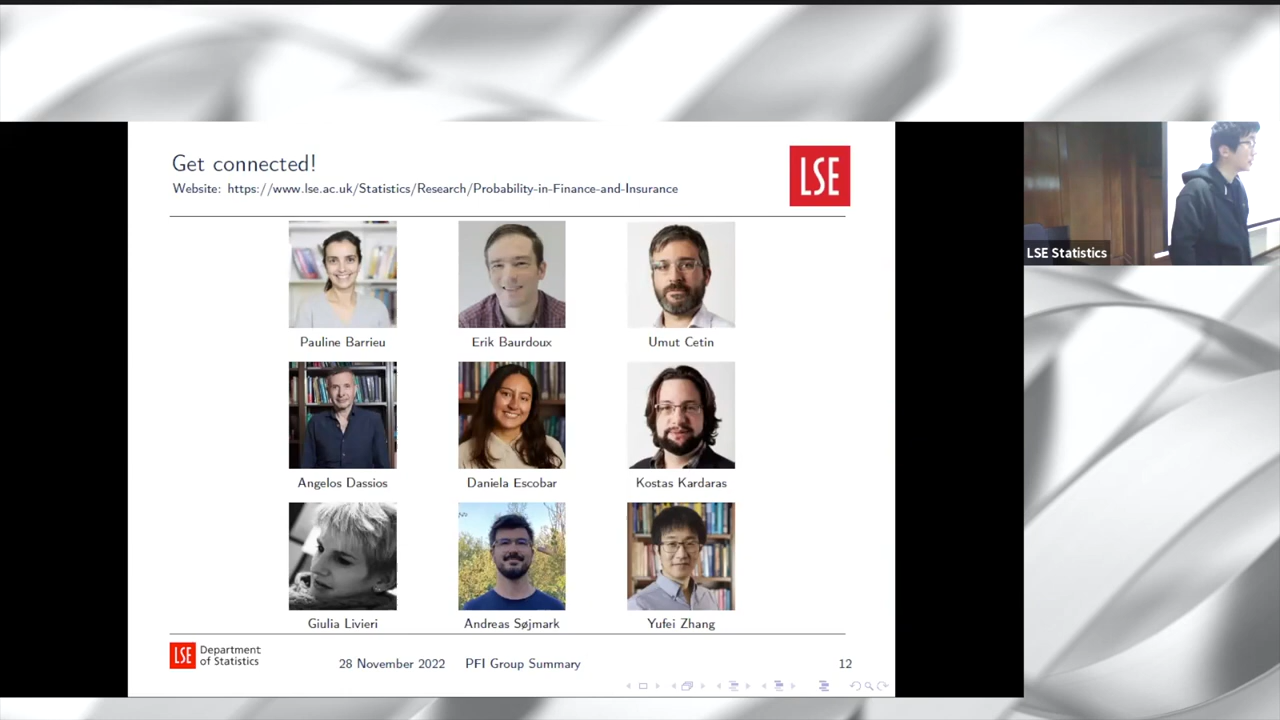 Get connected!
LSE
Website: https://www.lse.ac.uk/Statistics/Research/Probability-in-Finance-and-Insurance
LSE Statistics
Pauline Barrieu
Erik Baurdoux
Umut Cetin
Angelos Dassios
Daniela Escobar
Kostas Kardaras
Giulia Livieri
Andreas Søjmark
Yufei Zhang
LSE
Department
of Statistics
28 November 2022
PFI Group Summary
12